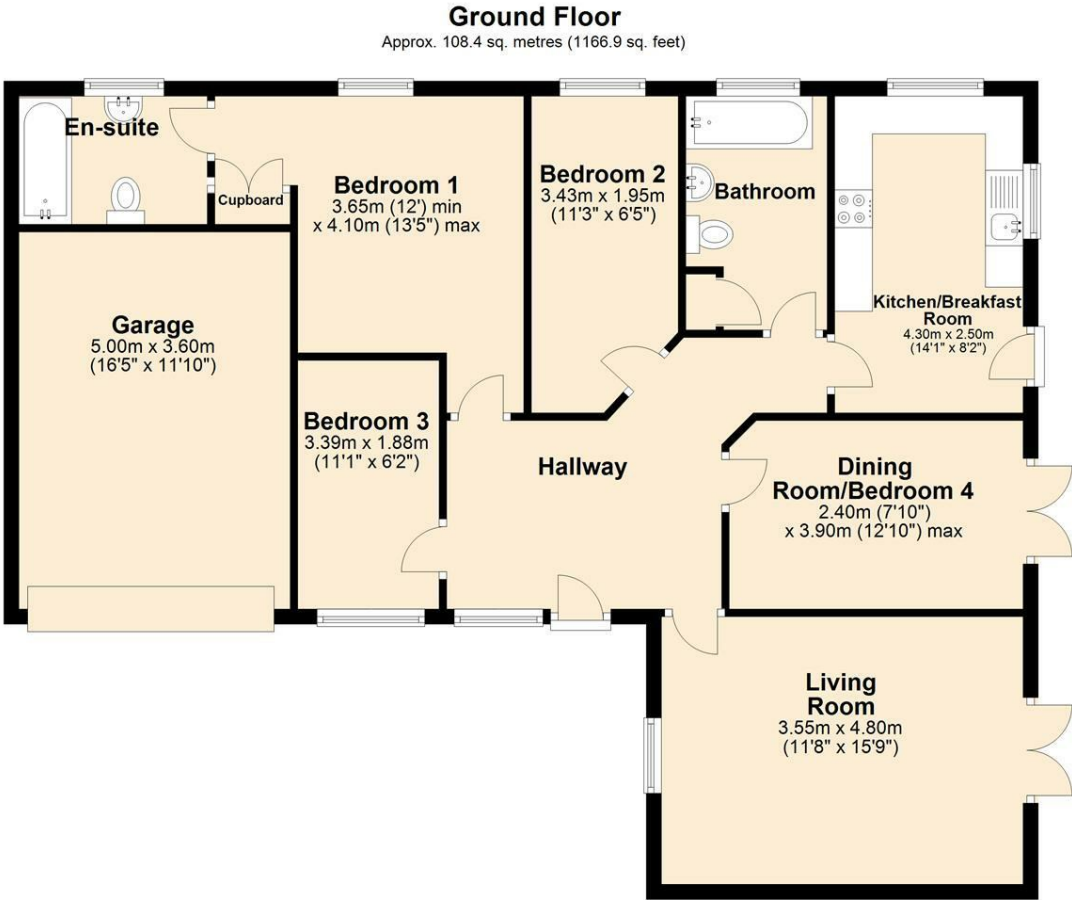 Ground Floor
Approx. 108.4 sq. metres (1166.9 sq. feet)
En-suite
Cupboard
Bedroom 1
3.65m (12') min
x 4.10m (13'5") max
Bedroom 2
3.43m x 1.95m
(11'3" x 6'5")
Bathroom
Kitchen/Breakfast
Room
4.30m x 2.50m
(14'1" x 8'2")
Garage
5.00m x 3.60m
(16'5" x 11'10")
Bedroom 3
3.39m x 1.88m
(11'1" x 6'2")
Hallway
Dining
Room/Bedroom 4
2.40m (7'10")
x 3.90m (12'10") max
Living
Room
3.55m x 4.80m
(11'8" x 15'9")